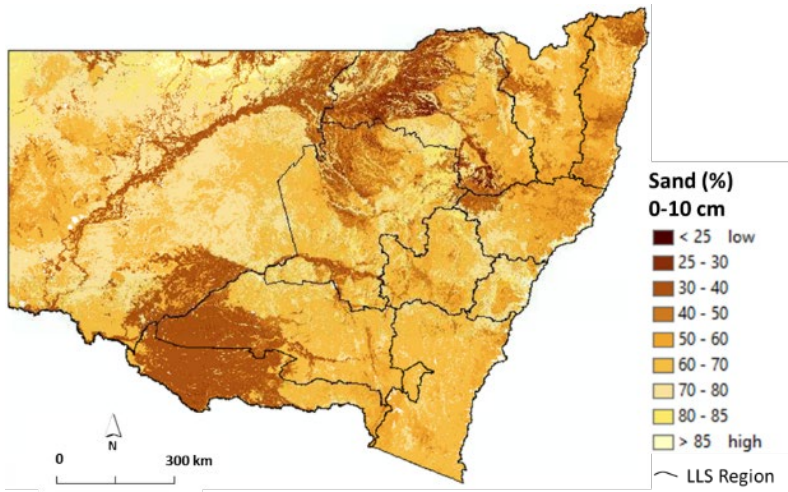 Sand (%)
0-10 cm
< 25 low
25 - 30
30 - 40
40 - 50
50 - 60
60 - 70
70 - 80
80 - 85
> 85 high
LLS Region
N
0 300 km